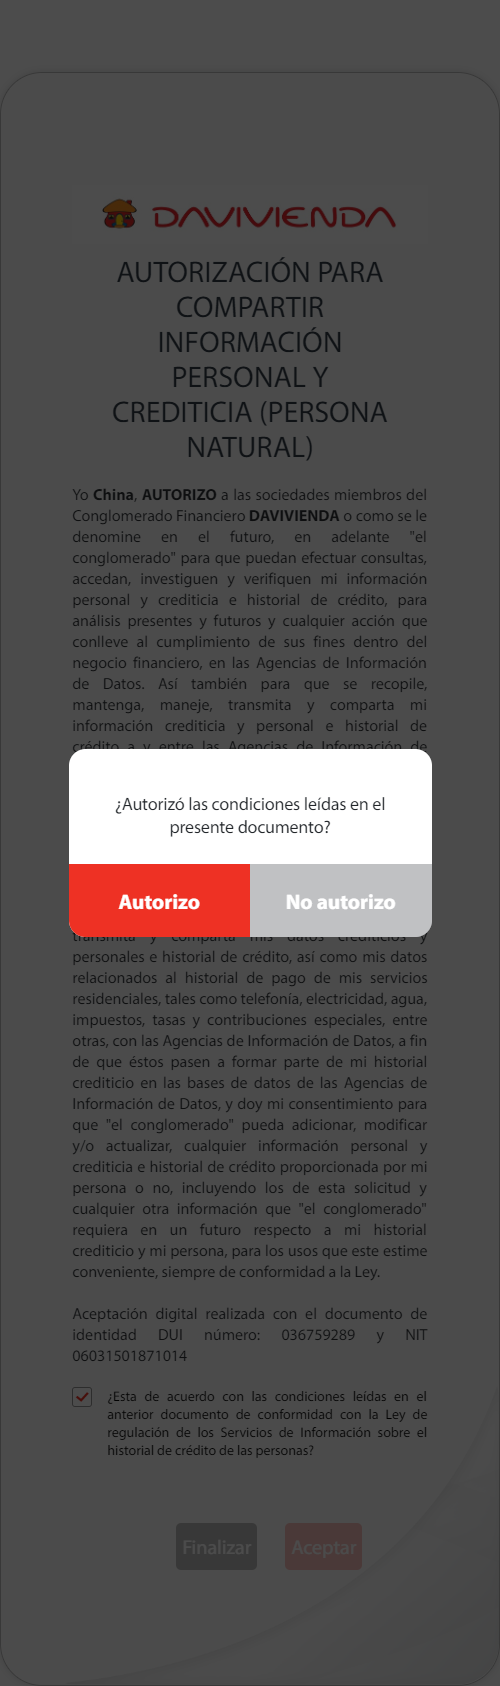 DAVIVIENDA
AUTORIZACIÓN PARA
COMPARTIR
INFORMACIÓN
PERSONAL Y
CREDITICIA (PERSONA
NATURAL)
Yo China, AUTORIZO a las sociedades miembros del
Conglomerado Financiero DAVIVIENDA o como se le
denomine en el futuro, en adelante "el
conglomerado" para que puedan efectuar consultas,
accedan, investiguen y verifiquen mi información
personal y crediticia e historial de crédito, para
análisis presentes y futuros y cualquier acción que
conlleve al cumplimiento de sus fines dentro del
negocio financiero, en las Agencias de Información
de Datos. Así también para que se recopile,
mantenga, maneje, transmita y comparta mi
información crediticia y personal e historial de
crédito a y entre las Agencias de Información de
¿Autorizó las condiciones leídas en el
presente documento?
Autorizo No autorizo
transmita y comparta mis datos crediticios y
personales e historial de crédito, así como mis datos
relacionados al historial de pago de mis servicios
residenciales, tales como telefonía, electricidad, agua,
impuestos, tasas y contribuciones especiales, entre
otras, con las Agencias de Información de Datos, a fin
de que éstos pasen a formar parte de mi historial
crediticio en las bases de datos de las Agencias de
Información de Datos, y doy mi consentimiento para
que "el conglomerado" pueda adicionar, modificar
y/o actualizar, cualquier información personal y
crediticia e historial de crédito proporcionada por mi
persona o no, incluyendo los de esta solicitud y
cualquier otra información que "el conglomerado"
requiera en un futuro respecto a mi historial
crediticio y mi persona, para los usos que este estime
conveniente, siempre de conformidad a la Ley.
Aceptación digital realizada con el documento de
identidad DUI número: 036759289 y NIT
06031501871014
¿Esta de acuerdo con las condiciones leídas en el
anterior documento de conformidad con la Ley de
regulación de los Servicios de Información sobre el
historial de crédito de las personas?
Finalizar Aceptar